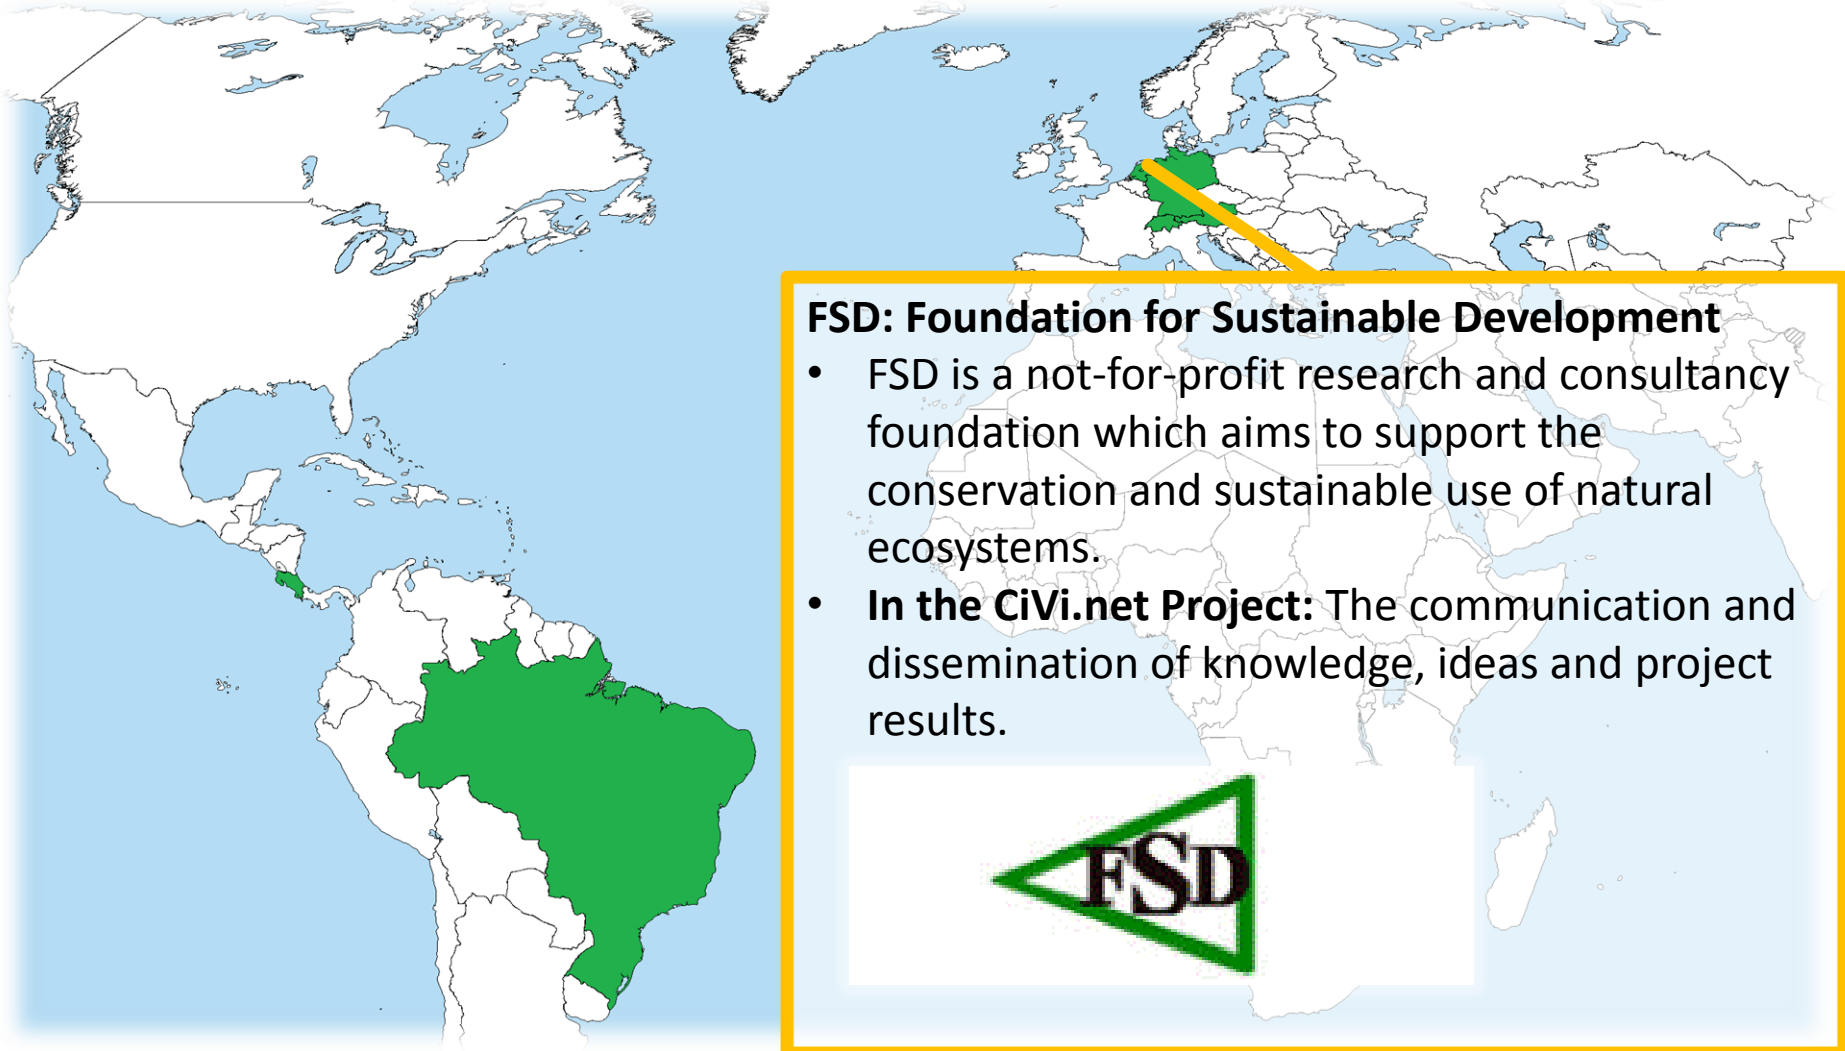 FSD: Foundation for Sustainable Development
• FSD is a not-for-profit research and consultancy
foundation which aims to support the
conservation and sustainable use of natural
ecosystems.
• In the CiVi.net Project: The communication and
dissemination of knowledge, ideas and project
results.
FSD